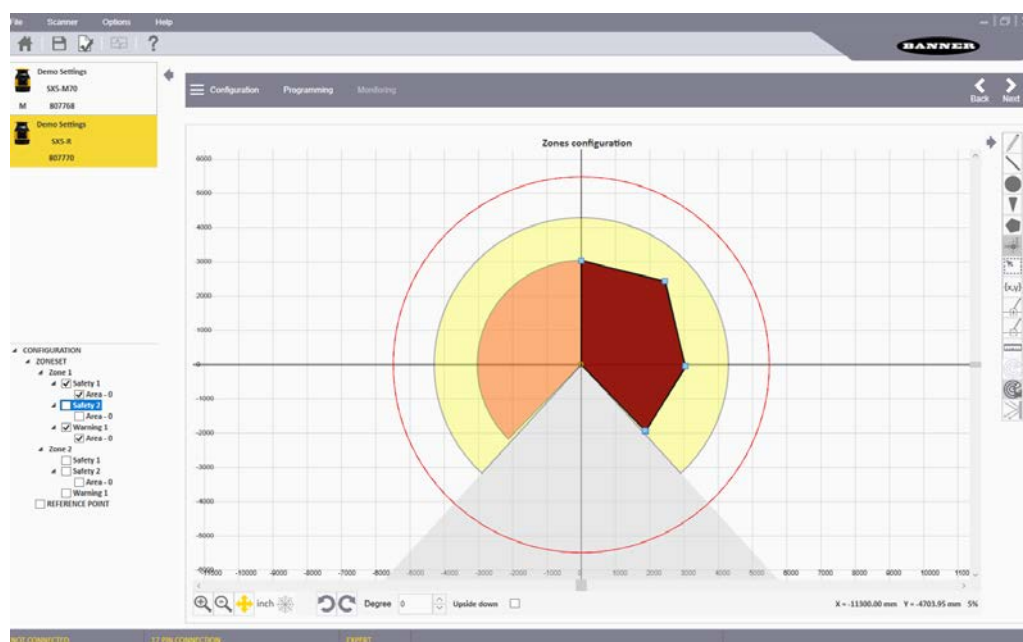 File Scanner Options Help
BANNER
Demo Settings
SX5-M70
M 807768
Demo Settings
SX5-R
807770
Configuration Programming Monitoring
Back Next
Zones configuration
6000
5000
4000
3000
2000
1000
-0
-1000
-2000
-3000
-4000
-5000
-10000 -9000 -8000 -7000 -6000 -5000 -4000 -3000 -2000 -1000 0 1000 2000 3000 4000 5000 6000 7000 8000 9000 10000 1100
(x,y)
CONFIGURATION
ZONESET
Zone 1
Safety 1
Area - 0
Safety 2
Area - 0
Warning 1
Area - 0
Zone 2
Safety 1
Safety 2
Area - 0
Warning 1
REFERENCE POINT
inch Degree 0 Upside down X = -11300.00 mm Y = -4703.95 mm 5%
NOT CONNECTED 17 PIN CONNECTION EXPERT